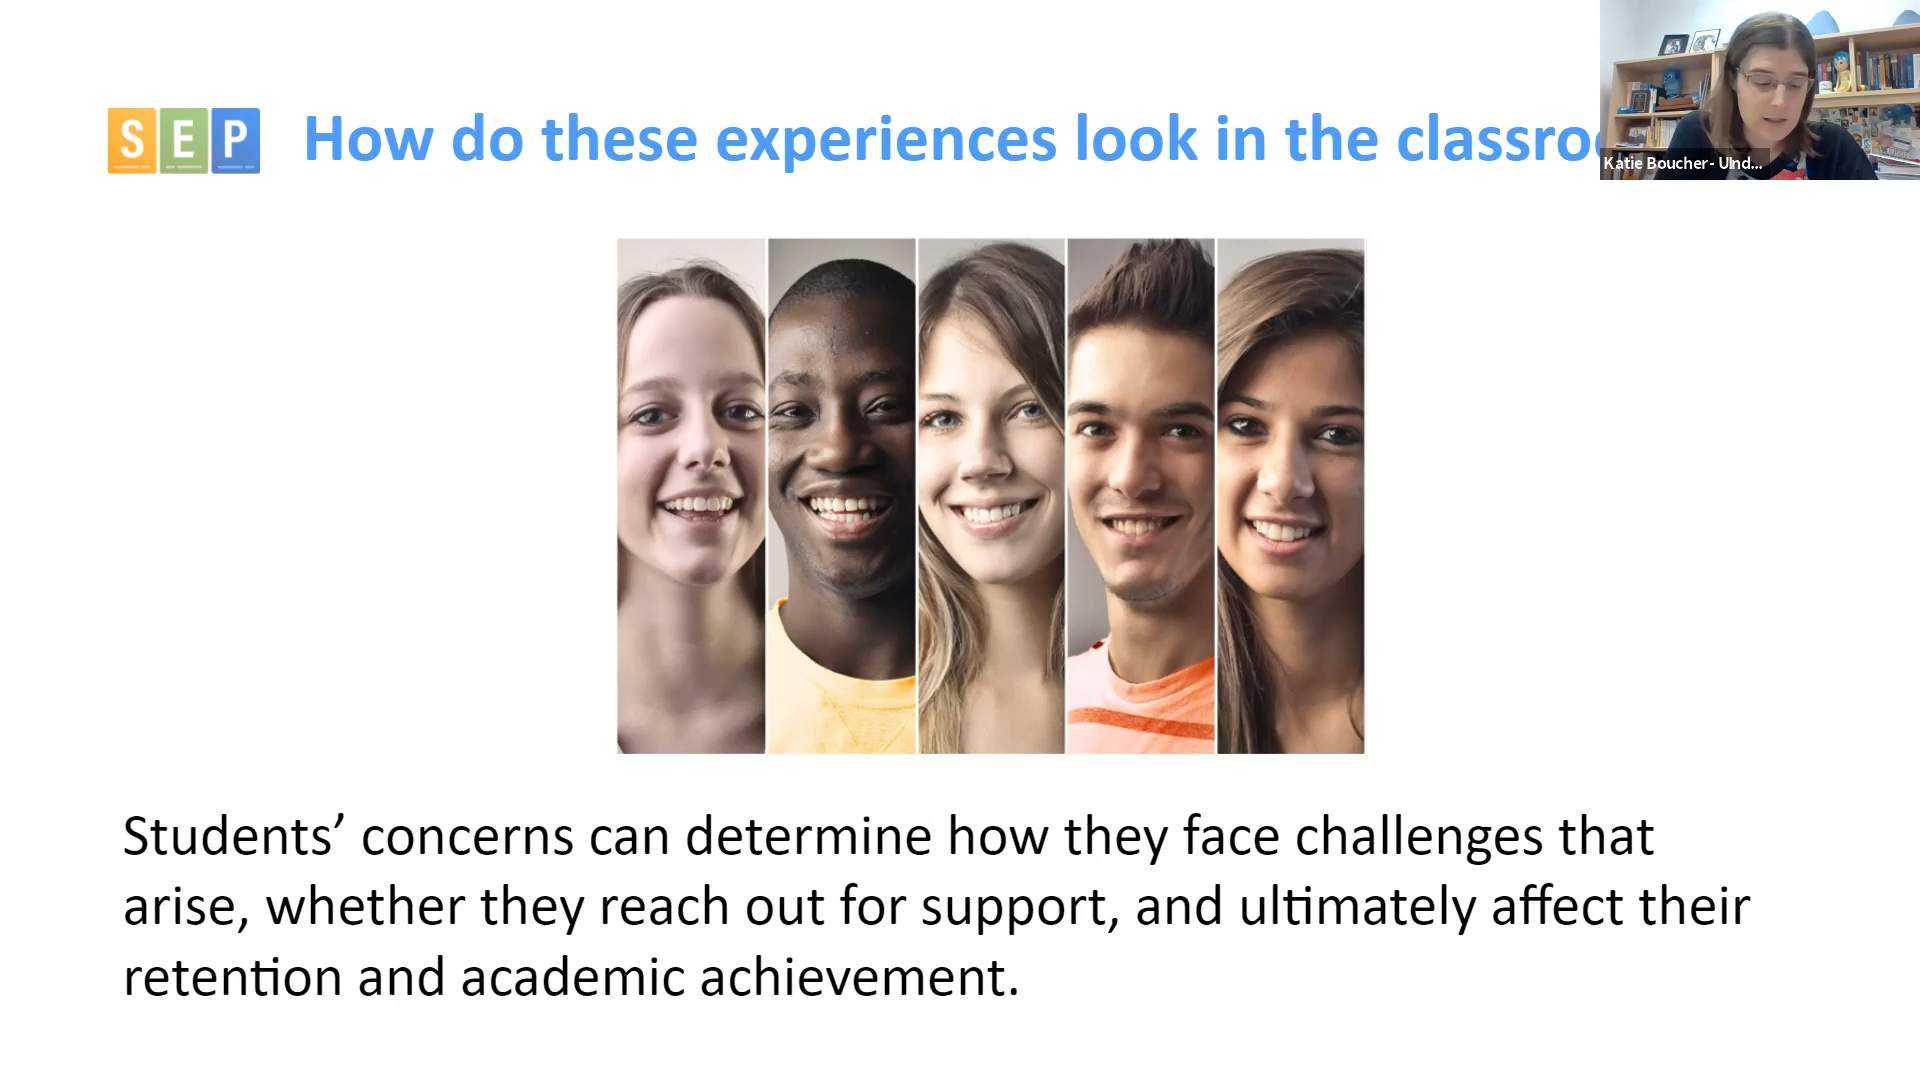 SEP How do these experiences look in the classroo
Katie Boucher- UInd...
Students’ concerns can determine how they face challenges that
arise, whether they reach out for support, and ultimately affect their
retention and academic achievement.